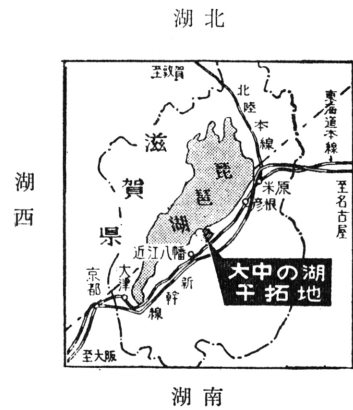 湖北
至敦賀
北陸本線
東海道本線
滋賀県
琵琶湖
湖西
米原
彦根
至名古屋
近江八幡
大中の湖
干拓地
大津
京都
新幹線
至大阪
湖南